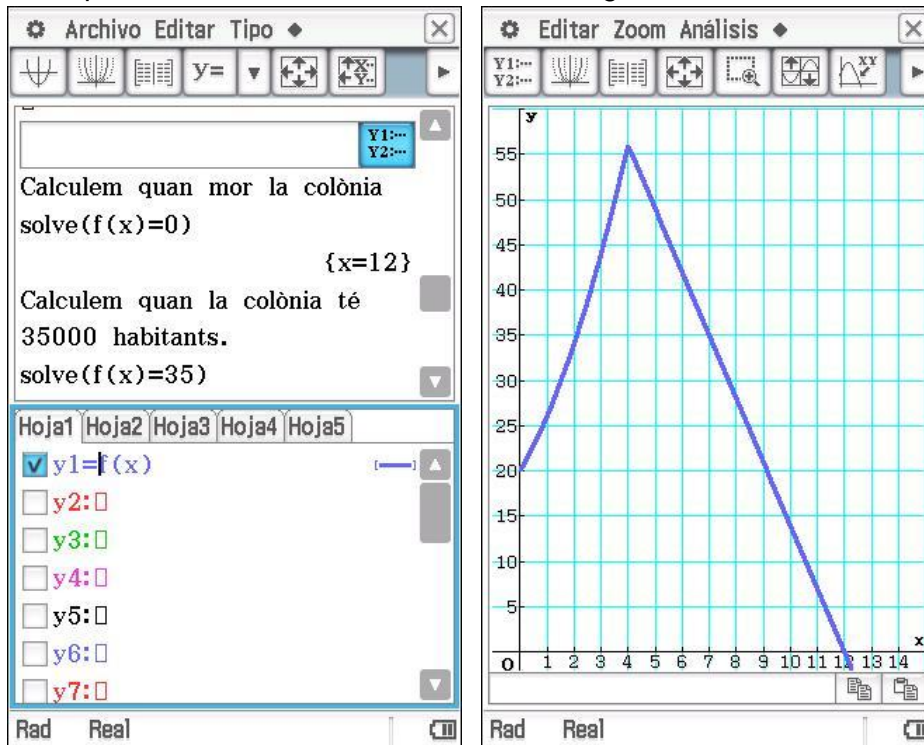 Archivo Editar Tipo
Y=
Y1:...
Y2:...
Calculem quan mor la colònia
solve(f(x)=0)
{x=12}
Calculem quan la colònia té
35000 habitants.
solve(f(x)=35)
Hoja1 Hoja2 Hoja3 Hoja4 Hoja5
y1=f(x)
y2:
y3:
y4:
y5:
y6:
y7:
Rad Real
Editar Zoom Análisis
Y1:...
Y2:...
XY
y
55
50
45
40
35
30
25
20
15
10
5
x
0 1 2 3 4 5 6 7 8 9 10 11 12 13 14
Rad Real